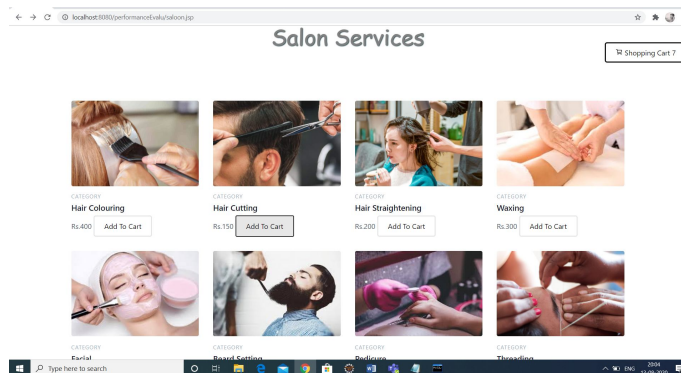 localhost:8080/performanceEvalu/saloon.jsp
Salon Services
Shopping Cart 7
CATEGORY
Hair Colouring
Rs.400 Add To Cart
CATEGORY
Hair Cutting
Rs.150 Add To Cart
CATEGORY
Hair Straightening
Rs.200 Add To Cart
CATEGORY
Waxing
Rs.300 Add To Cart
CATEGORY
Facial
CATEGORY
Beard Setting
CATEGORY
Pedicure
CATEGORY
Threading
Type here to search
ENG
20:04